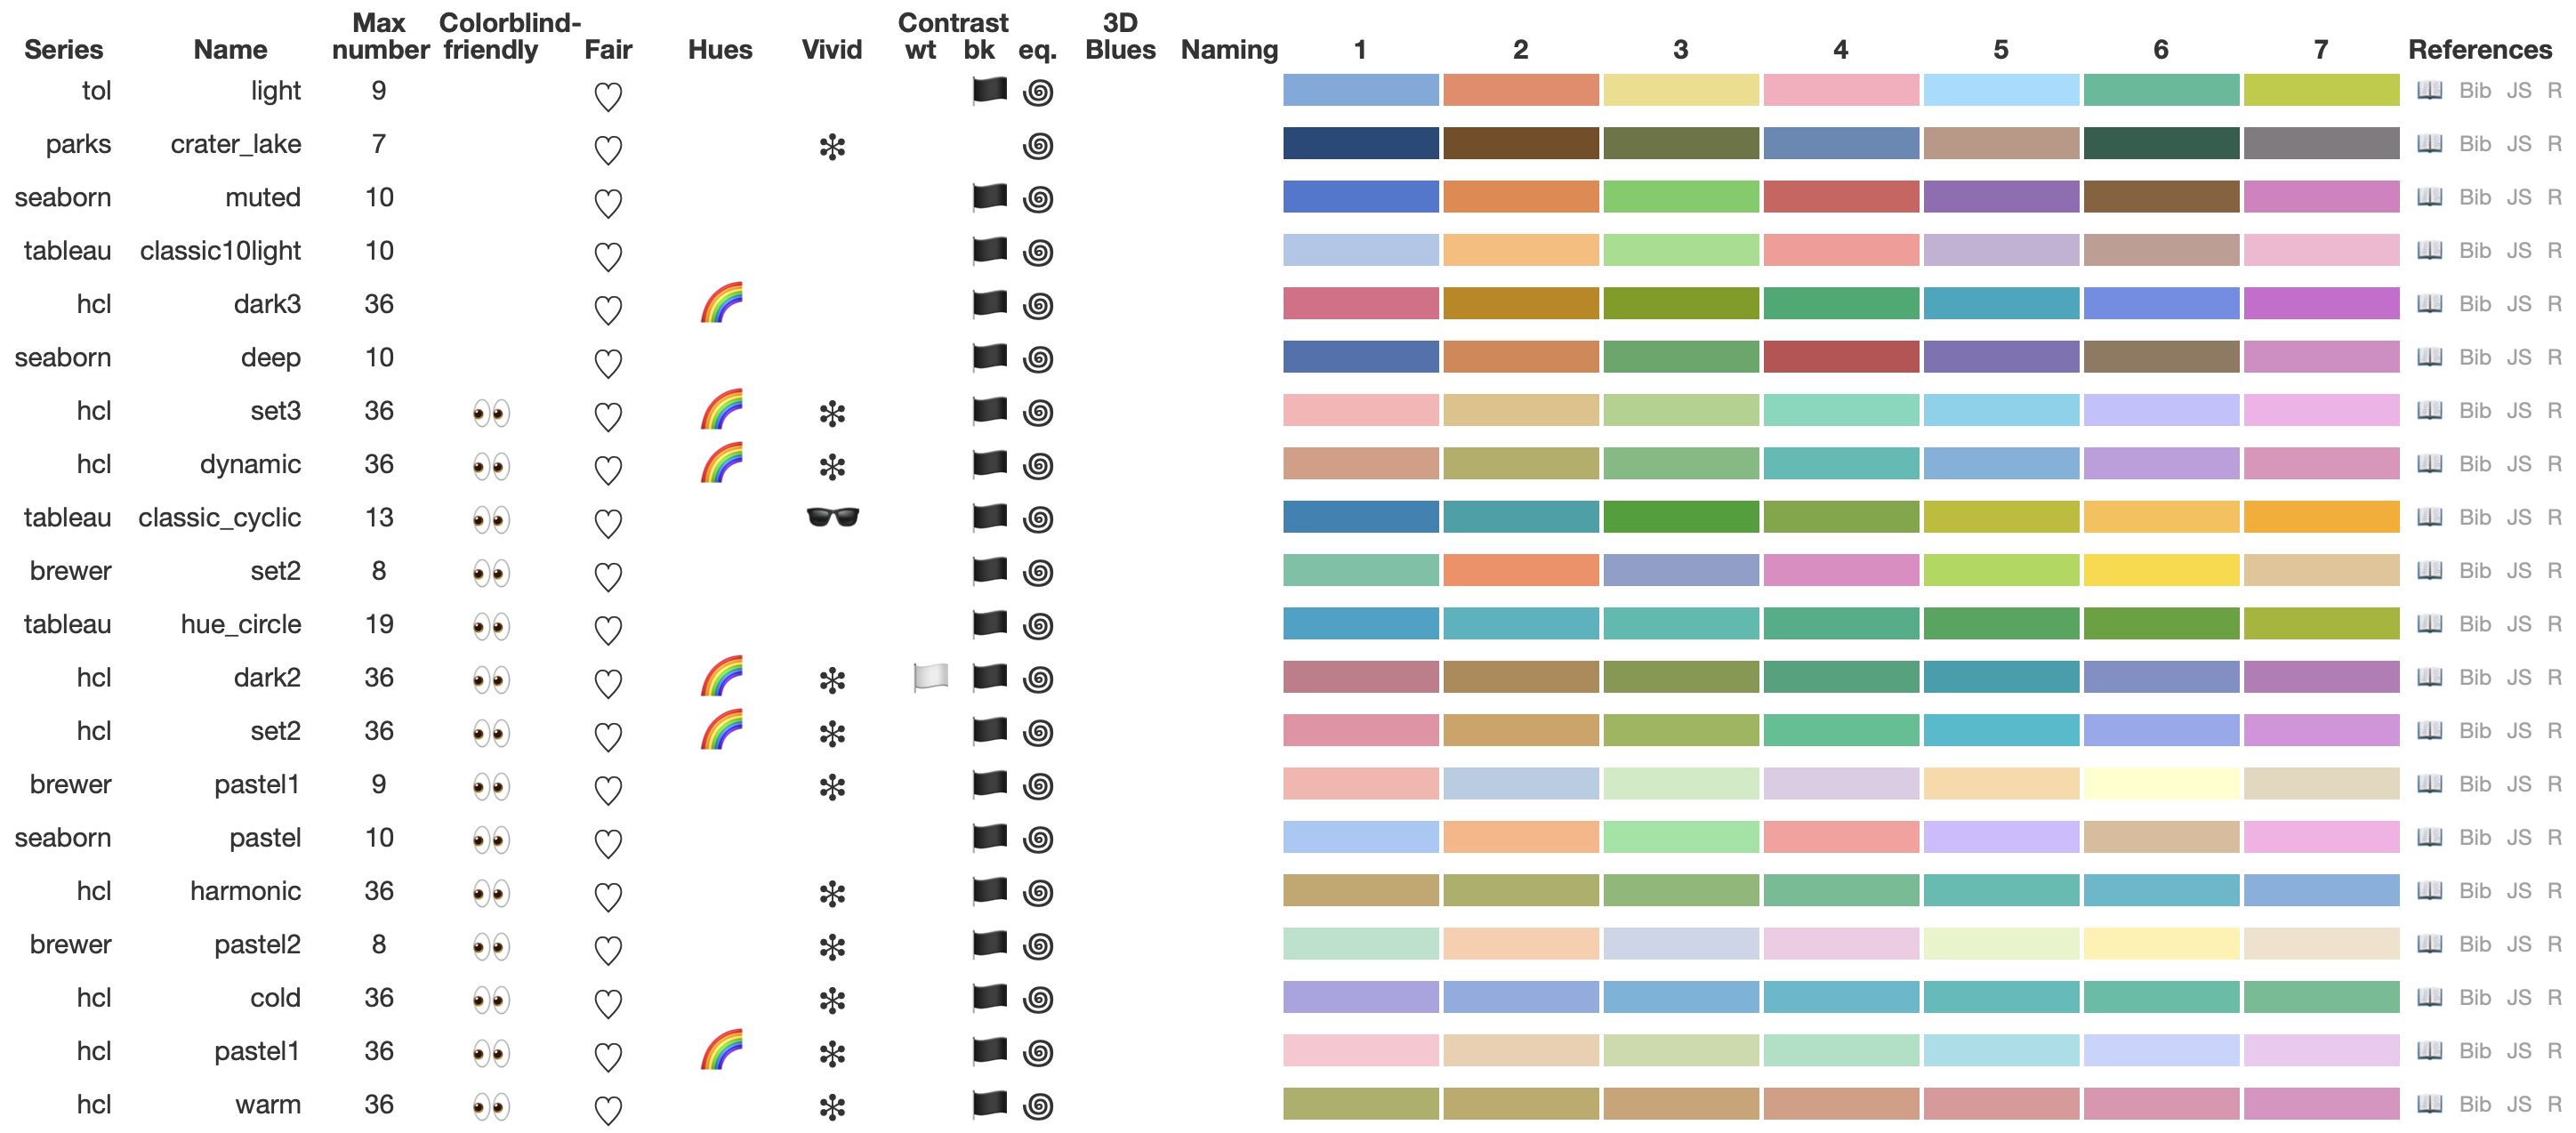 Max Colorblind- Contrast 3D
Series Name number friendly Fair Hues Vivid wt bk eq. Blues Naming 1 2 3 4 5 6 7 References
tol light 9 Bib JS R
parks crater_lake 7 Bib JS R
seaborn muted 10 Bib JS R
tableau classic10light 10 Bib JS R
hcl dark3 36 Bib JS R
seaborn deep 10 Bib JS R
hcl set3 36 Bib JS R
hcl dynamic 36 Bib JS R
tableau classic_cyclic 13 Bib JS R
brewer set2 8 Bib JS R
tableau hue_circle 19 Bib JS R
hcl dark2 36 Bib JS R
hcl set2 36 Bib JS R
brewer pastel1 9 Bib JS R
seaborn pastel 10 Bib JS R
hcl harmonic 36 Bib JS R
brewer pastel2 8 Bib JS R
hcl cold 36 Bib JS R
hcl pastel1 36 Bib JS R
hcl warm 36 Bib JS R